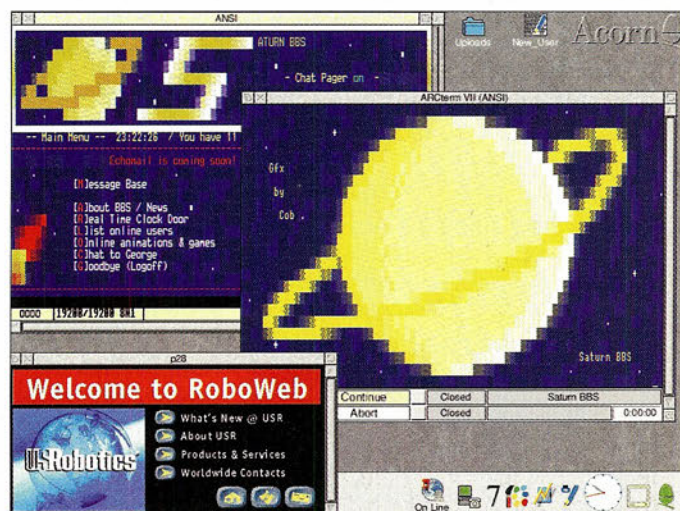 ANSI
ATURN BBS
- Chat Pager on -
-- Main Menu -- 23:22:26 / You have 11
Echomail is coming soon!
[M]essage Base
[A]bout BBS / News
[R]eal Time Clock Door
[L]ist online users
[O]nline animations & games
[C]hat to George
[G]oodbye (Logoff)
0000 19200/19200 8N1
Uploads
New_User
Acorn
ARCterm VII (ANSI)
Gfx
by
Cob
Saturn BBS
Continue Closed Saturn BBS
Abort Closed 0:00:00
p28
Welcome to RoboWeb
USRobotics
What's New @ USR
About USR
Products & Services
Worldwide Contacts
On Line
7